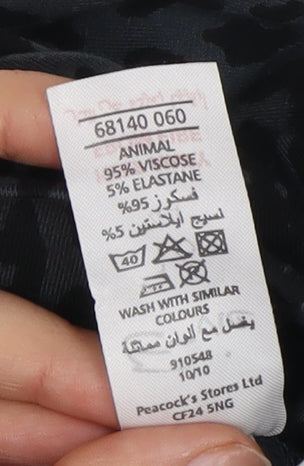 68140 060
ANIMAL
95% VISCOSE
5% ELASTANE
فسكوز 95%
نسيج ايلاستين 5%
40
WASH WITH SIMILAR
COLOURS
يغسل مع ألوان مماثلة
910548
10/10
Peacock's Stores Ltd
CF24 5NG